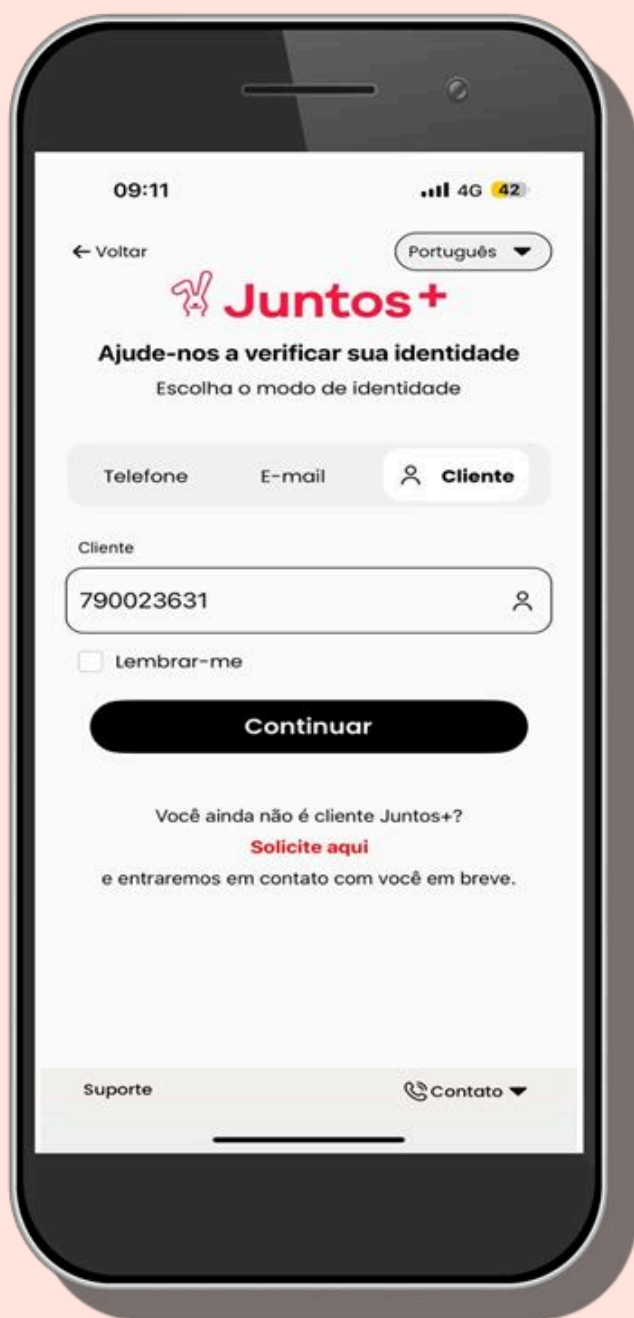 09:11
4G 42
← Voltar
Português
Juntos+
Ajude-nos a verificar sua identidade
Escolha o modo de identidade
Telefone
E-mail
Cliente
Cliente
790023631
Lembrar-me
Continuar
Você ainda não é cliente Juntos+?
Solicite aqui
e entraremos em contato com você em breve.
Suporte
Contato